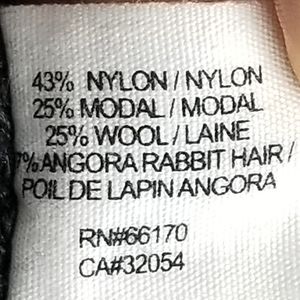 43% NYLON / NYLON
25% MODAL / MODAL
25% WOOL / LAINE
7% ANGORA RABBIT HAIR /
POIL DE LAPIN ANGORA
RN#66170
CA#32054